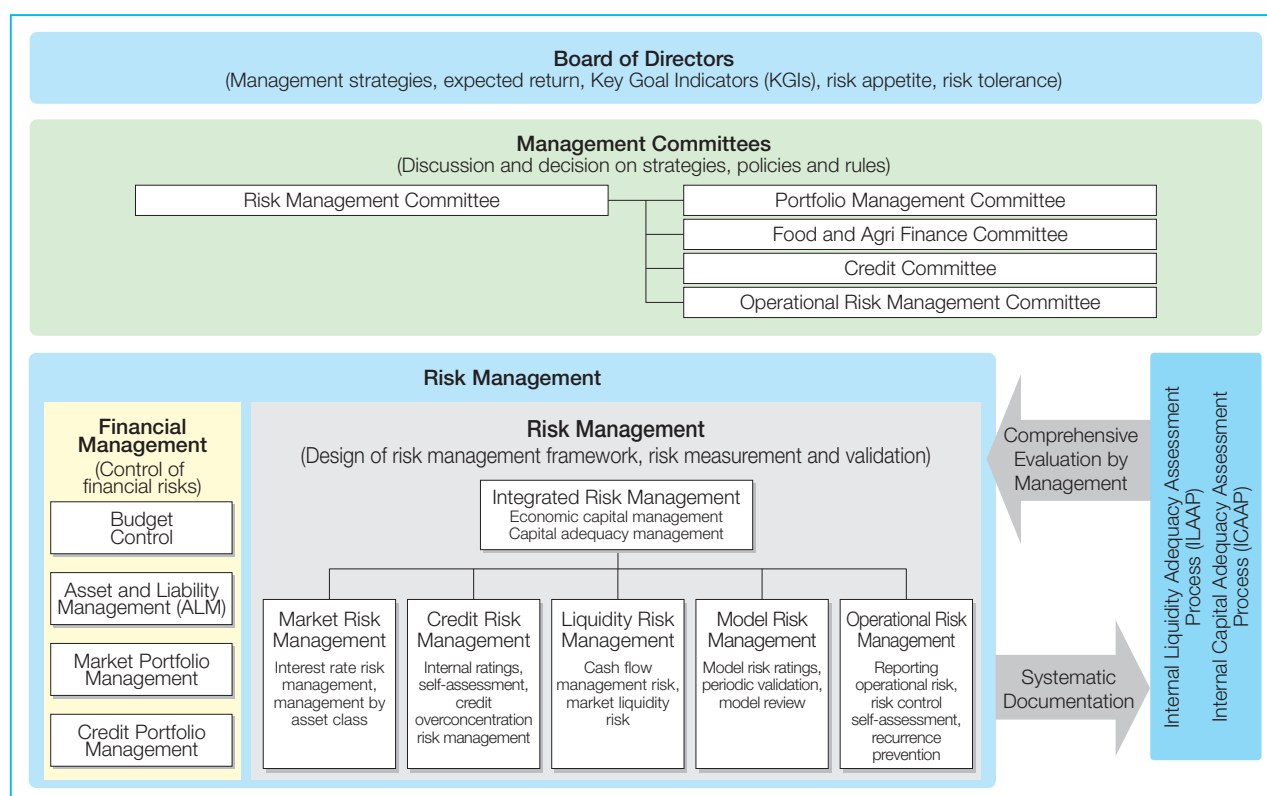 Board of Directors
(Management strategies, expected return, Key Goal Indicators (KGIs), risk appetite, risk tolerance)
Management Committees
(Discussion and decision on strategies, policies and rules)
Risk Management Committee
Portfolio Management Committee
Food and Agri Finance Committee
Credit Committee
Operational Risk Management Committee
Risk Management
Financial
Management
(Control of
financial risks)
Budget
Control
Asset and Liability
Management (ALM)
Market Portfolio
Management
Credit Portfolio
Management
Risk Management
(Design of risk management framework, risk measurement and validation)
Integrated Risk Management
Economic capital management
Capital adequacy management
Market Risk
Management
Interest rate risk
management,
management by
asset class
Credit Risk
Management
Internal ratings,
self-assessment,
credit
overconcentration
risk management
Liquidity Risk
Management
Cash flow
management risk,
market liquidity
risk
Model Risk
Management
Model risk ratings,
periodic validation,
model review
Operational Risk
Management
Reporting
operational risk,
risk control
self-assessment,
recurrence
prevention
Comprehensive
Evaluation by
Management
Systematic
Documentation
Internal Liquidity Adequacy Assessment
Process (ILAAP)
Internal Capital Adequacy Assessment
Process (ICAAP)